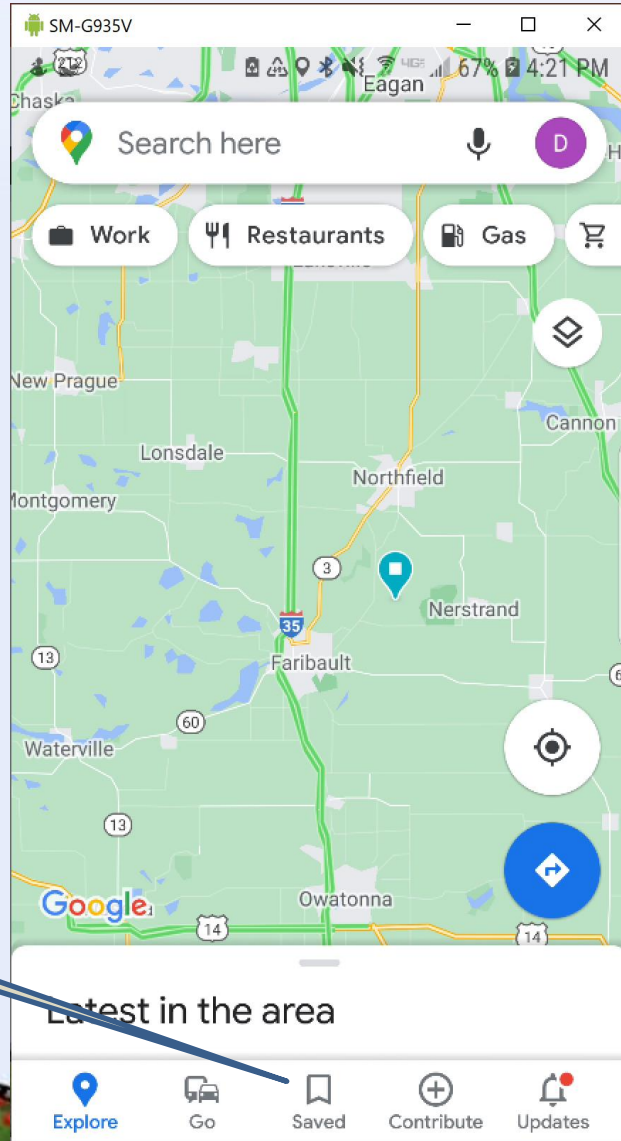 SM-G935V
212
4GE
67%
4:21 PM
Eagan
Search here
D
Work
Restaurants
Gas
New Prague
Cannon
Lonsdale
Northfield
Montgomery
3
Nerstrand
35
13
Faribault
60
Waterville
13
Owatonna
Google
14
14
Latest in the area
Explore
Go
Saved
Contribute
Updates